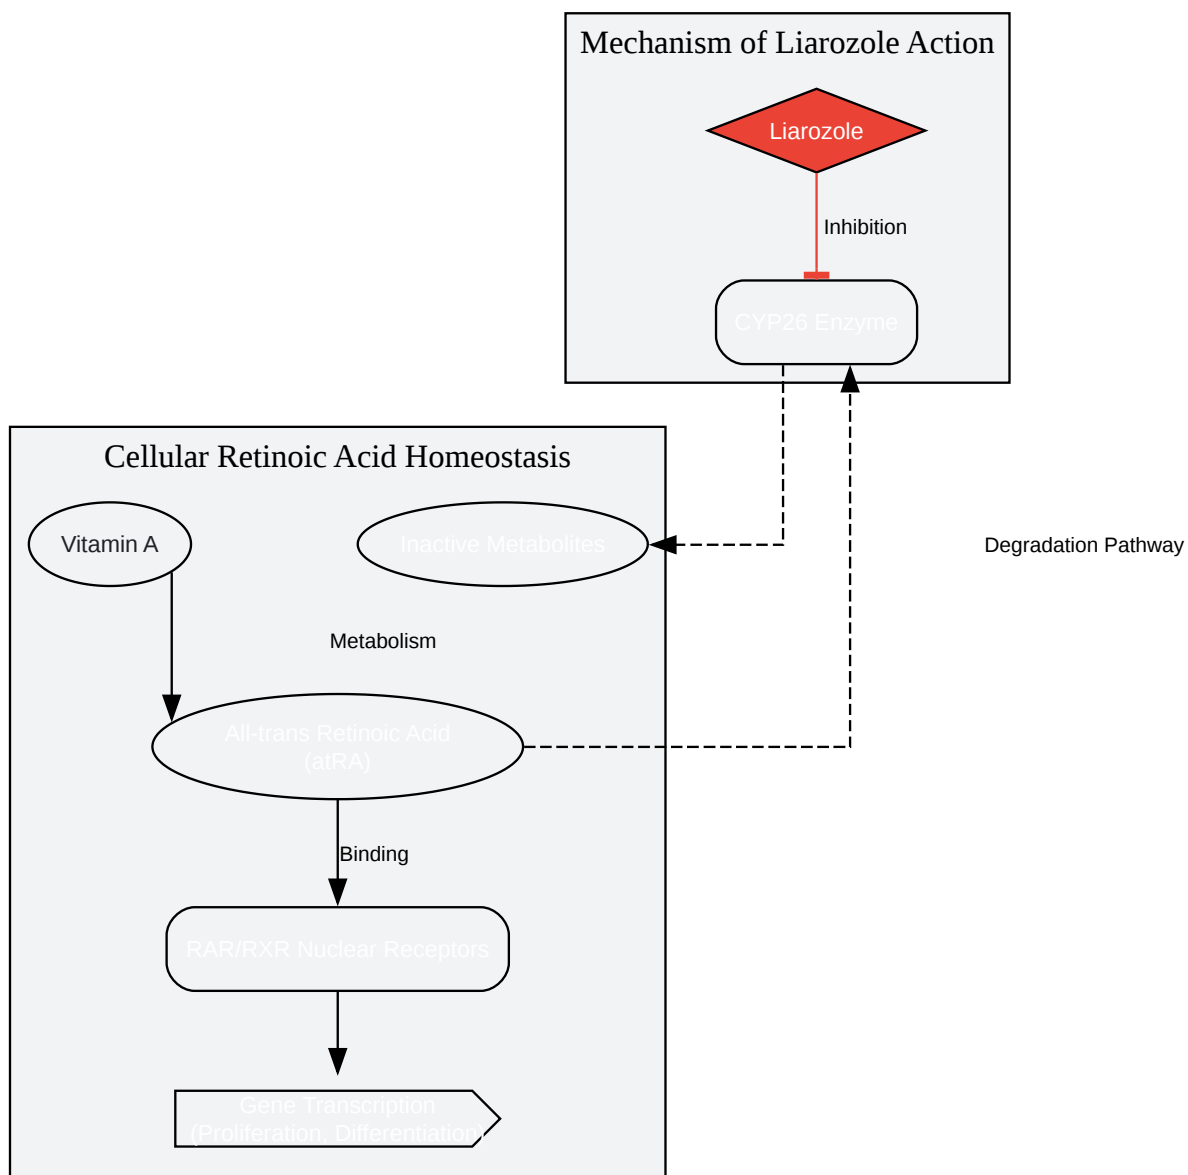 Mechanism of Liarozole Action
Liarozole
Inhibition
CYP26 Enzyme
Cellular Retinoic Acid Homeostasis
Vitamin A
Inactive Metabolites
Degradation Pathway
Metabolism
All-trans Retinoic Acid
(atRA)
Binding
RAR/RXR Nuclear Receptors
Gene Transcription
(Proliferation, Differentiation)